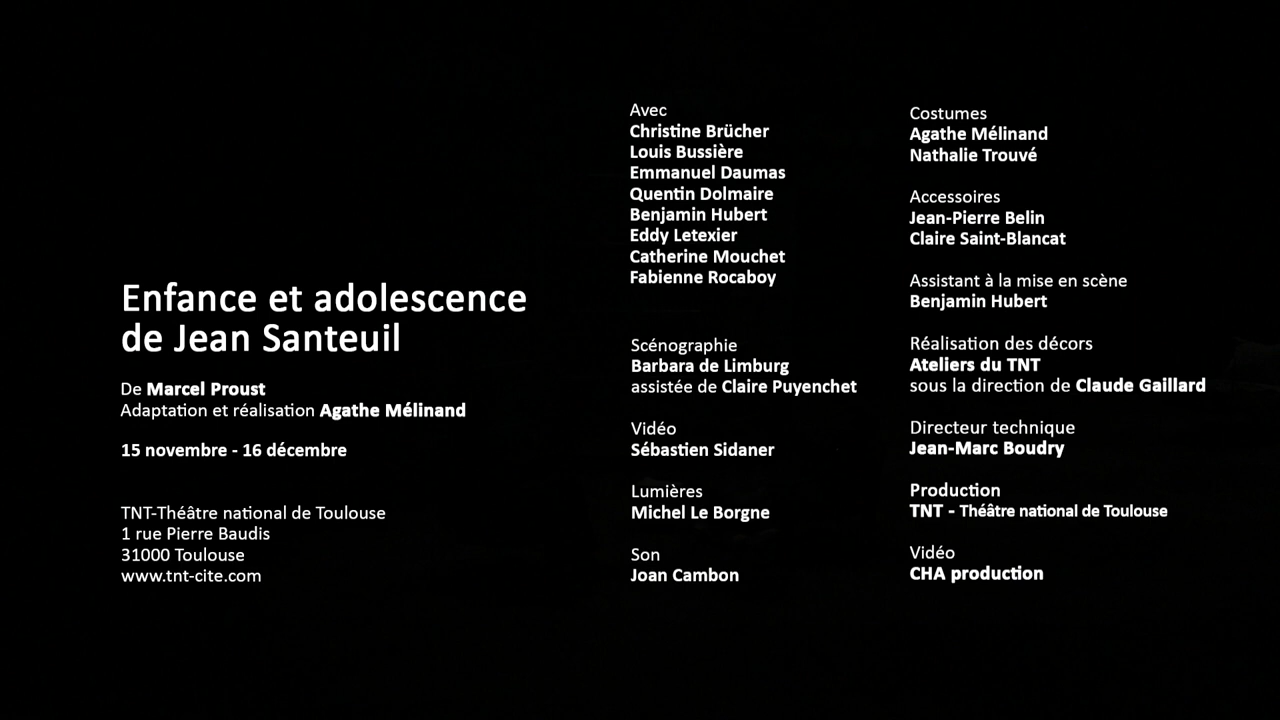 Enfance et adolescence
de Jean Santeuil
De Marcel Proust
Adaptation et réalisation Agathe Mélinand
15 novembre - 16 décembre
TNT-Théâtre national de Toulouse
1 rue Pierre Baudis
31000 Toulouse
www.tnt-cite.com
Avec
Christine Brücher
Louis Bussière
Emmanuel Daumas
Quentin Dolmaire
Benjamin Hubert
Eddy Letexier
Catherine Mouchet
Fabienne Rocaboy
Scénographie
Barbara de Limburg
assistée de Claire Puyenchet
Vidéo
Sébastien Sidaner
Lumières
Michel Le Borgne
Son
Joan Cambon
Costumes
Agathe Mélinand
Nathalie Trouvé
Accessoires
Jean-Pierre Belin
Claire Saint-Blancat
Assistant à la mise en scène
Benjamin Hubert
Réalisation des décors
Ateliers du TNT
sous la direction de Claude Gaillard
Directeur technique
Jean-Marc Boudry
Production
TNT - Théâtre national de Toulouse
Vidéo
CHA production